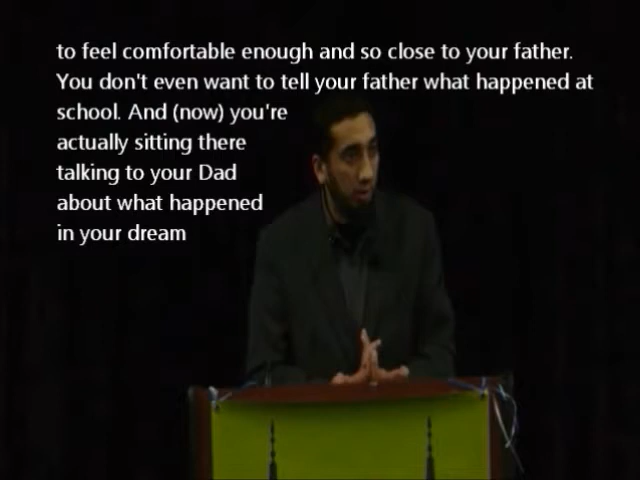 to feel comfortable enough and so close to your father.
You don't even want to tell your father what happened at
school. And (now) you're
actually sitting there
talking to your Dad
about what happened
in your dream